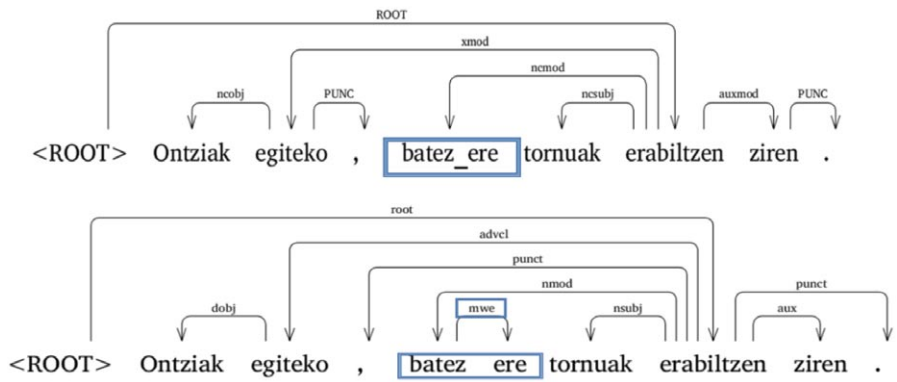 ROOT
xmod
ncmod
ncobj PUNC ncsubj auxmod PUNC
<ROOT> Ontziak egiteko , batez_ere tornuak erabiltzen ziren .
root
advcl
punct
nmod punct
dobj mwe nsubj aux
<ROOT> Ontziak egiteko , batez ere tornuak erabiltzen ziren .